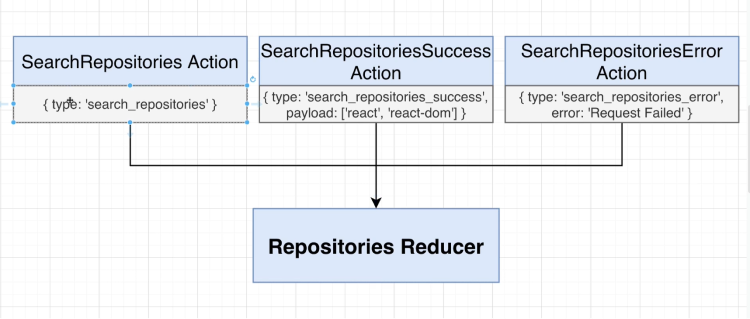 SearchRepositories Action
{ type: 'search_repositories' }
SearchRepositoriesSuccess
Action
{ type: 'search_repositories_success',
payload: ['react', 'react-dom'] }
SearchRepositoriesError
Action
{ type: 'search_repositories_error',
error: 'Request Failed' }
Repositories Reducer